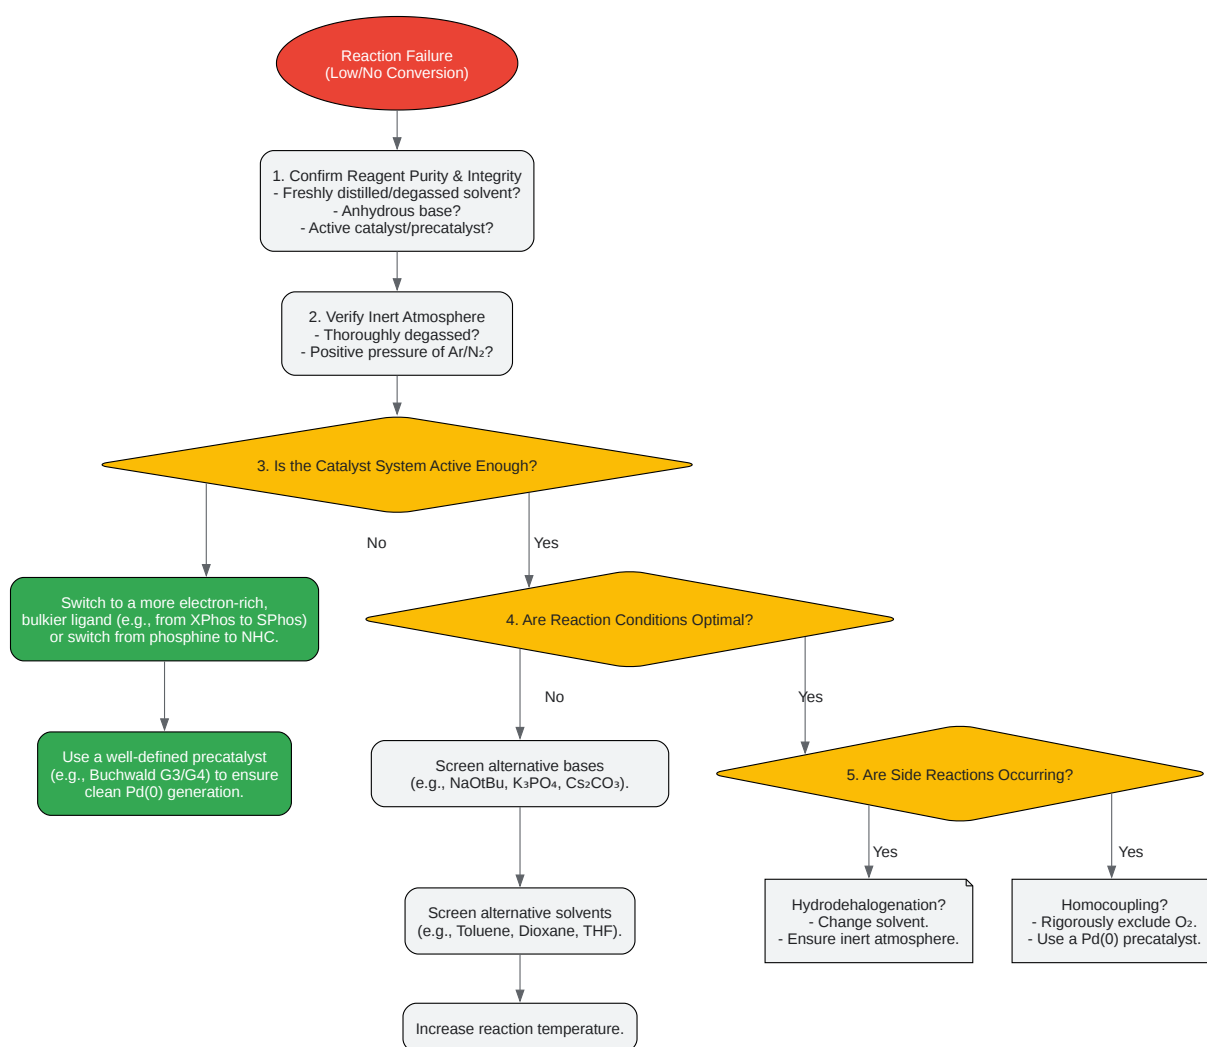 Reaction Failure
(Low/No Conversion)
1. Confirm Reagent Purity & Integrity
- Freshly distilled/degassed solvent?
- Anhydrous base?
- Active catalyst/precatalyst?
2. Verify Inert Atmosphere
- Thoroughly degassed?
- Positive pressure of Ar/N₂?
3. Is the Catalyst System Active Enough?
No
Yes
Switch to a more electron-rich,
bulkier ligand (e.g., from XPhos to SPhos)
or switch from phosphine to NHC.
4. Are Reaction Conditions Optimal?
No
Yes
Use a well-defined precatalyst
(e.g., Buchwald G3/G4) to ensure
clean Pd(0) generation.
Screen alternative bases
(e.g., NaOtBu, K₃PO₄, Cs₂CO₃).
5. Are Side Reactions Occurring?
Yes
Yes
Screen alternative solvents
(e.g., Toluene, Dioxane, THF).
Hydrodehalogenation?
- Change solvent.
- Ensure inert atmosphere.
Homocoupling?
- Rigorously exclude O₂.
- Use a Pd(0) precatalyst.
Increase reaction temperature.